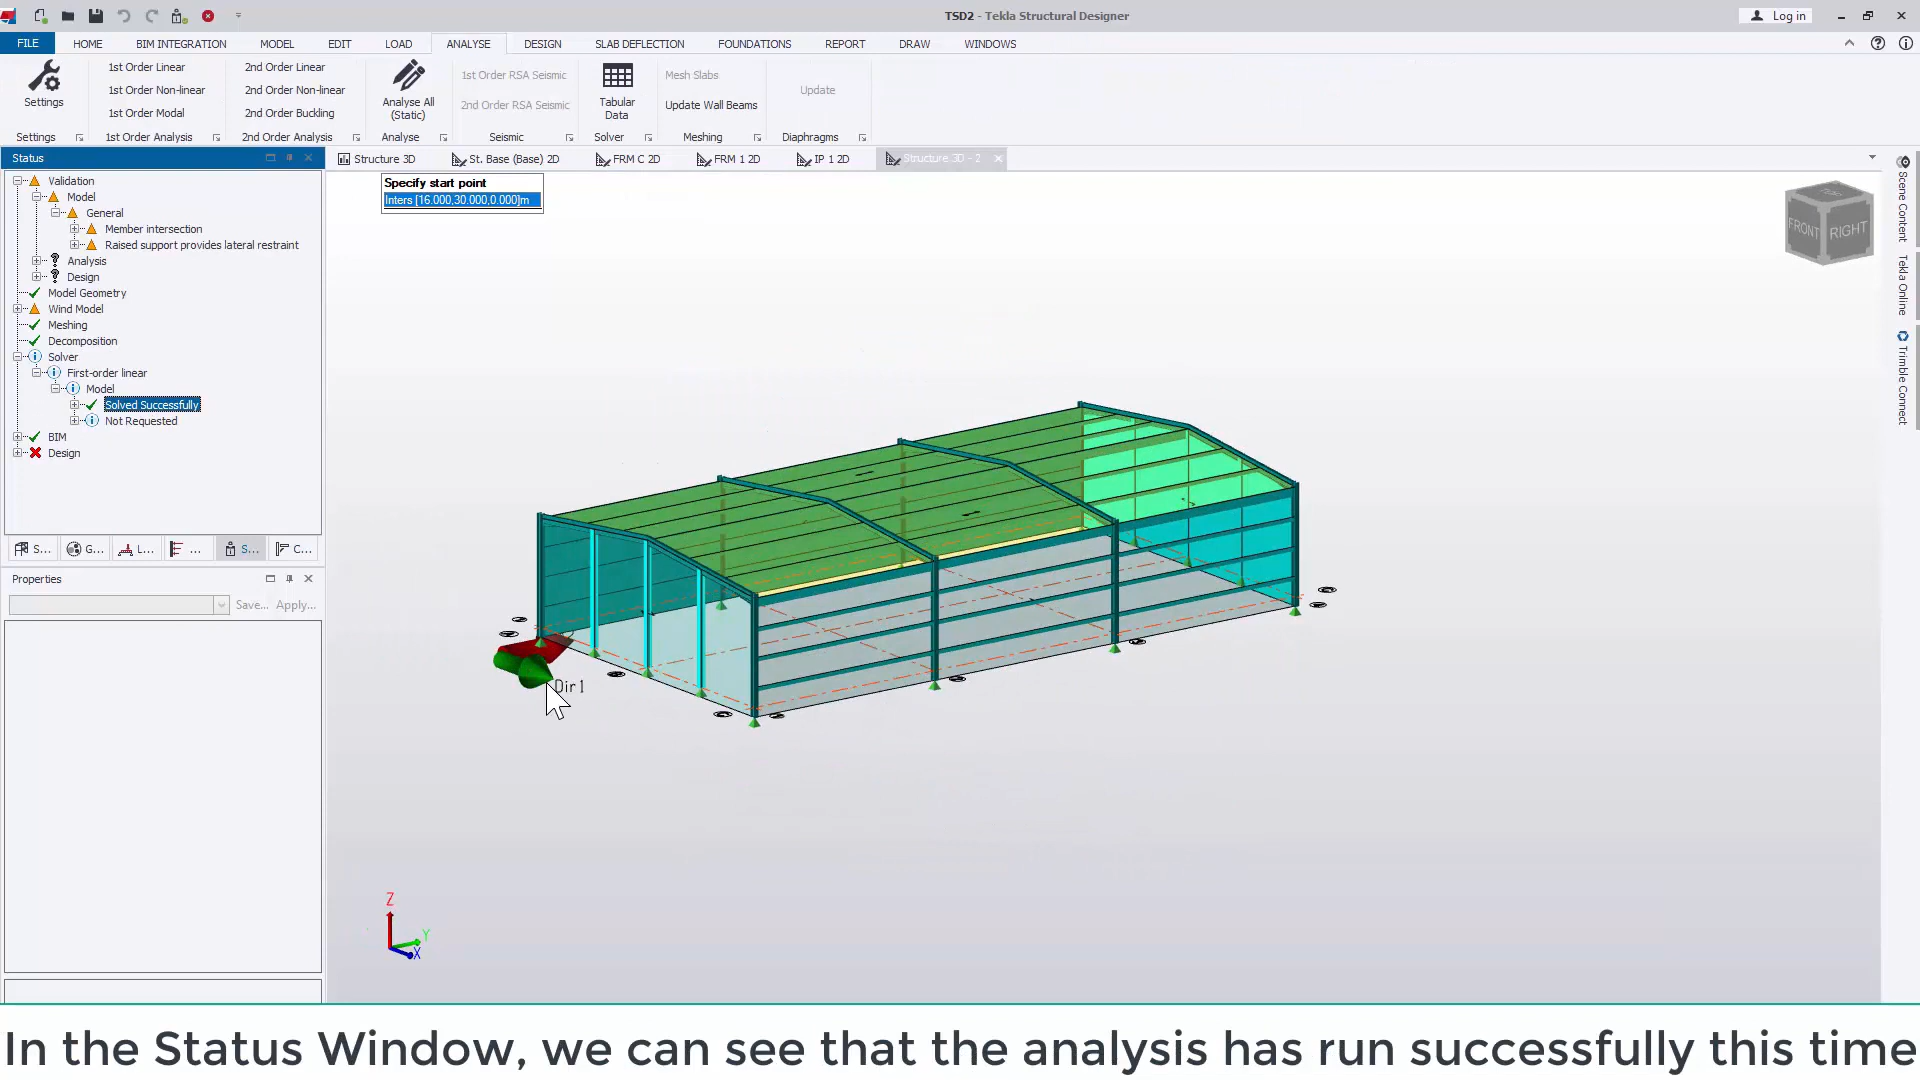 TSD2 - Tekla Structural Designer
Log in
FILE
HOME
BIM INTEGRATION
MODEL
EDIT
LOAD
ANALYSE
DESIGN
SLAB DEFLECTION
FOUNDATIONS
REPORT
DRAW
WINDOWS
Settings
1st Order Linear
1st Order Non-linear
1st Order Modal
2nd Order Linear
2nd Order Non-linear
2nd Order Buckling
Analyse All
(Static)
1st Order RSA Seismic
2nd Order RSA Seismic
Tabular
Data
Mesh Slabs
Update Wall Beams
Update
Settings
1st Order Analysis
2nd Order Analysis
Analyse
Seismic
Solver
Meshing
Diaphragms
Status
Structure 3D
St. Base (Base) 2D
FRM C 2D
FRM 1 2D
IP 1 2D
Structure 3D - 2
Validation
Model
General
Member intersection
Raised support provides lateral restraint
Analysis
Design
Model Geometry
Wind Model
Meshing
Decomposition
Solver
First-order linear
Model
Solved Successfully
Not Requested
BIM
Design
S...
G...
L...
...
S...
C...
Properties
Save...
Apply...
Specify start point
Inters [16.000,30.000,0.000]m
TOP
FRONT
RIGHT
Scene Content
Tekla Online
Trimble Connect
Dir1
Z
Y
X
In the Status Window, we can see that the analysis has run successfully this time